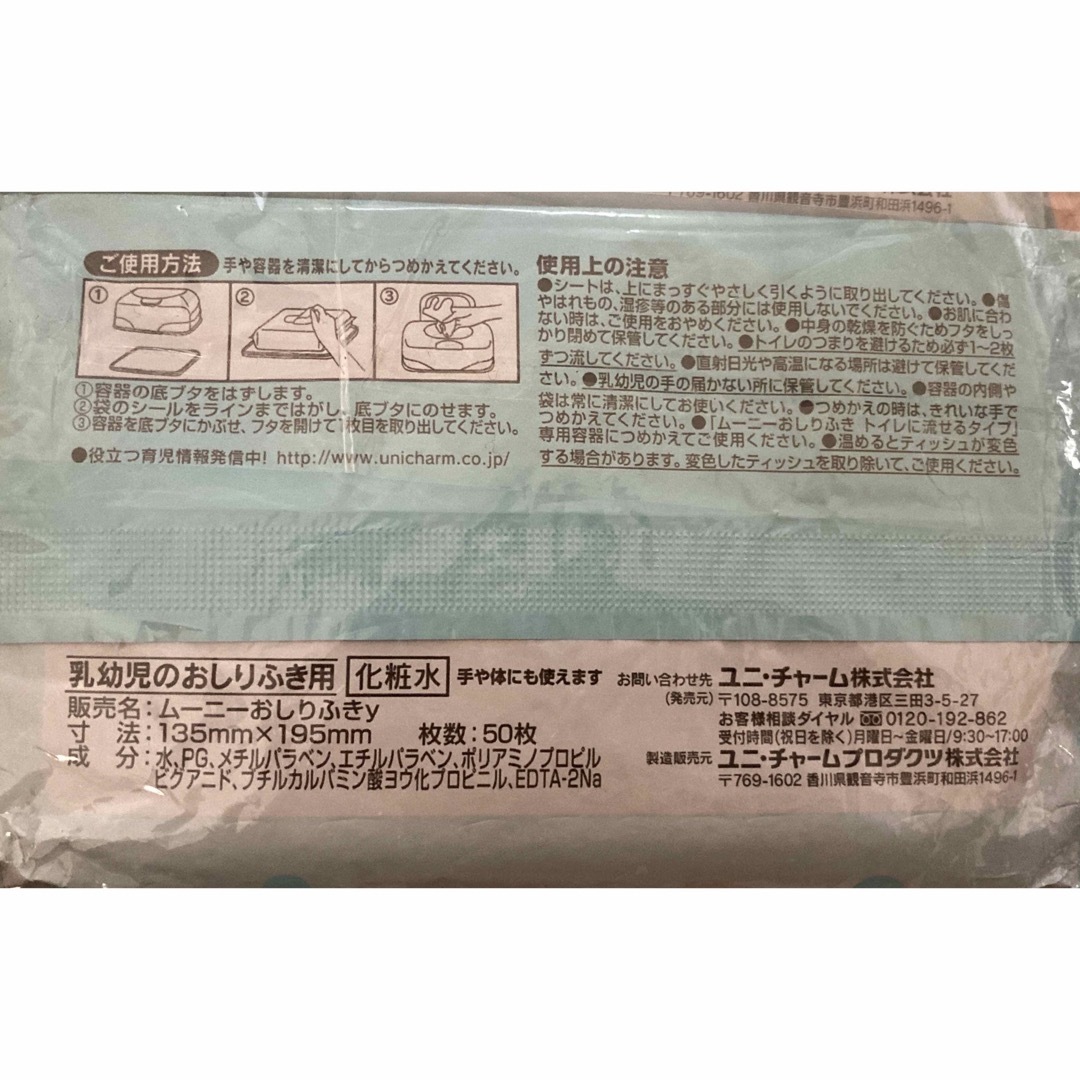 〒769-1602 香川県観音寺市豊浜町和田浜1496-1
ご使用方法 手や容器を清潔にしてからつめかえてください。
① ② ③
①容器の底ブタをはずします。
②袋のシールをラインまではがし、底ブタにのせます。
③容器を底ブタにかぶせ、フタを開けて1枚目を取り出してください。
●役立つ育児情報発信中! http://www.unicharm.co.jp/
使用上の注意
●シートは、上にまっすぐやさしく引くように取り出してください。●傷
やはれもの、湿疹等のある部分には使用しないでください。●お肌に合わ
ない時は、ご使用をおやめください。●中身の乾燥を防ぐためフタをしっ
かり閉めて保管してください。●トイレのつまりを避けるため必ず1~2枚
ずつ流してください。●直射日光や高温になる場所は避けて保管してくだ
さい。●乳幼児の手の届かない所に保管してください。●容器の内側や
袋は常に清潔にしてお使いください。●つめかえの時は、きれいな手で
つめかえてください。●「ムーニーおしりふき トイレに流せるタイプ」
専用容器につめかえてご使用ください。●温めるとティッシュが変色
する場合があります。変色したティッシュを取り除いて、ご使用ください。
乳幼児のおしりふき用 化粧水 手や体にも使えます
販売名:ムーニーおしりふきy
寸 法:135mm×195mm 枚数:50枚
成 分:水、PG、メチルパラベン、エチルパラベン、ポリアミノプロピル
ビグアニド、ブチルカルバミン酸ヨウ化プロピニル、EDTA-2Na
お問い合わせ先 ユニ・チャーム株式会社
(発売元) 〒108-8575 東京都港区三田3-5-27
お客様相談ダイヤル 0120-192-862
受付時間(祝日を除く)月曜日~金曜日/9:30~17:00
製造販売元 ユニ・チャームプロダクツ株式会社
〒769-1602 香川県観音寺市豊浜町和田浜1496-1